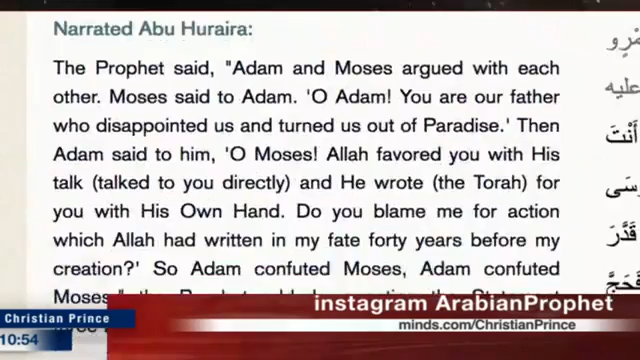 Narrated Abu Huraira:
The Prophet said, "Adam and Moses argued with each
other. Moses said to Adam. 'O Adam! You are our father
who disappointed us and turned us out of Paradise.' Then
Adam said to him, 'O Moses! Allah favored you with His
talk (talked to you directly) and He wrote (the Torah) for
you with His Own Hand. Do you blame me for action
which Allah had written in my fate forty years before my
creation?' So Adam confuted Moses, Adam confuted
Moses,"
عليه
أَنْتَ
قَدَّرَ
فَحَجَّ
instagram ArabianProphet
Christian Prince
minds.com/ChristianPrince
10:54